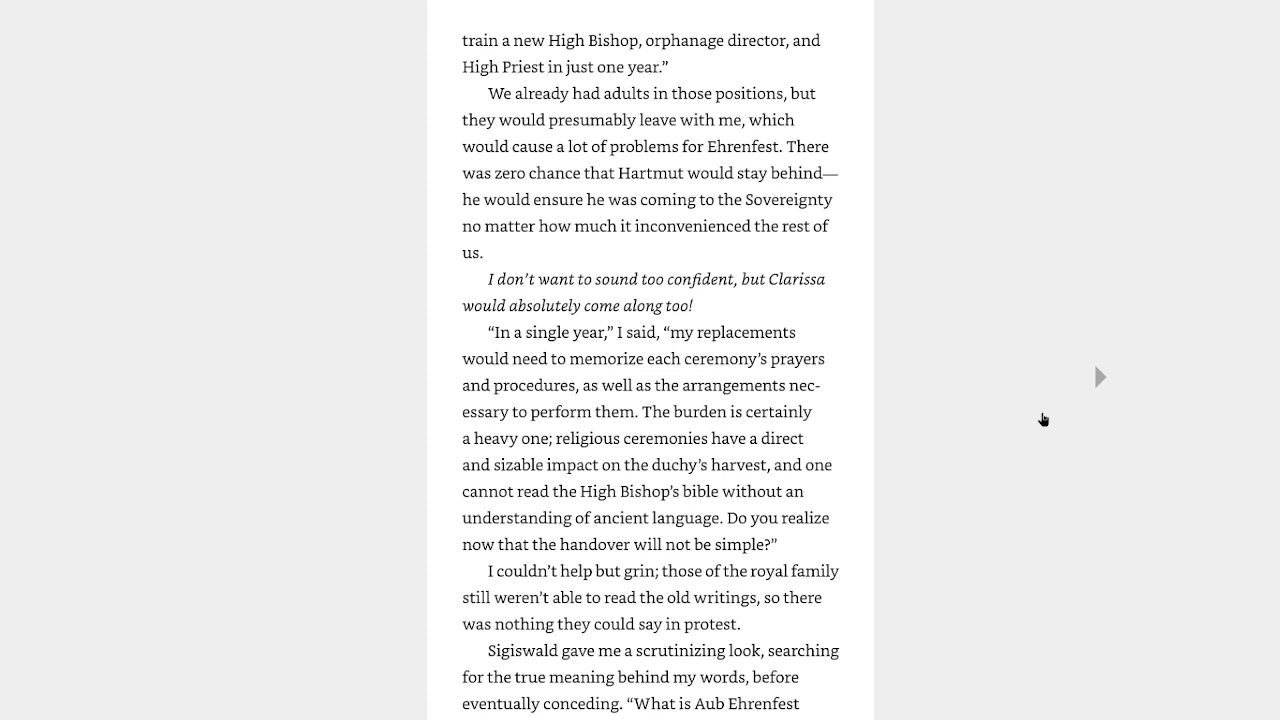 train a new High Bishop, orphanage director, and
High Priest in just one year.”
We already had adults in those positions, but
they would presumably leave with me, which
would cause a lot of problems for Ehrenfest. There
was zero chance that Hartmut would stay behind—
he would ensure he was coming to the Sovereignty
no matter how much it inconvenienced the rest of
us.
I don’t want to sound too confident, but Clarissa
would absolutely come along too!
“In a single year,” I said, “my replacements
would need to memorize each ceremony’s prayers
and procedures, as well as the arrangements nec-
essary to perform them. The burden is certainly
a heavy one; religious ceremonies have a direct
and sizable impact on the duchy’s harvest, and one
cannot read the High Bishop’s bible without an
understanding of ancient language. Do you realize
now that the handover will not be simple?”
I couldn’t help but grin; those of the royal family
still weren’t able to read the old writings, so there
was nothing they could say in protest.
Sigiswald gave me a scrutinizing look, searching
for the true meaning behind my words, before
eventually conceding. “What is Aub Ehrenfest